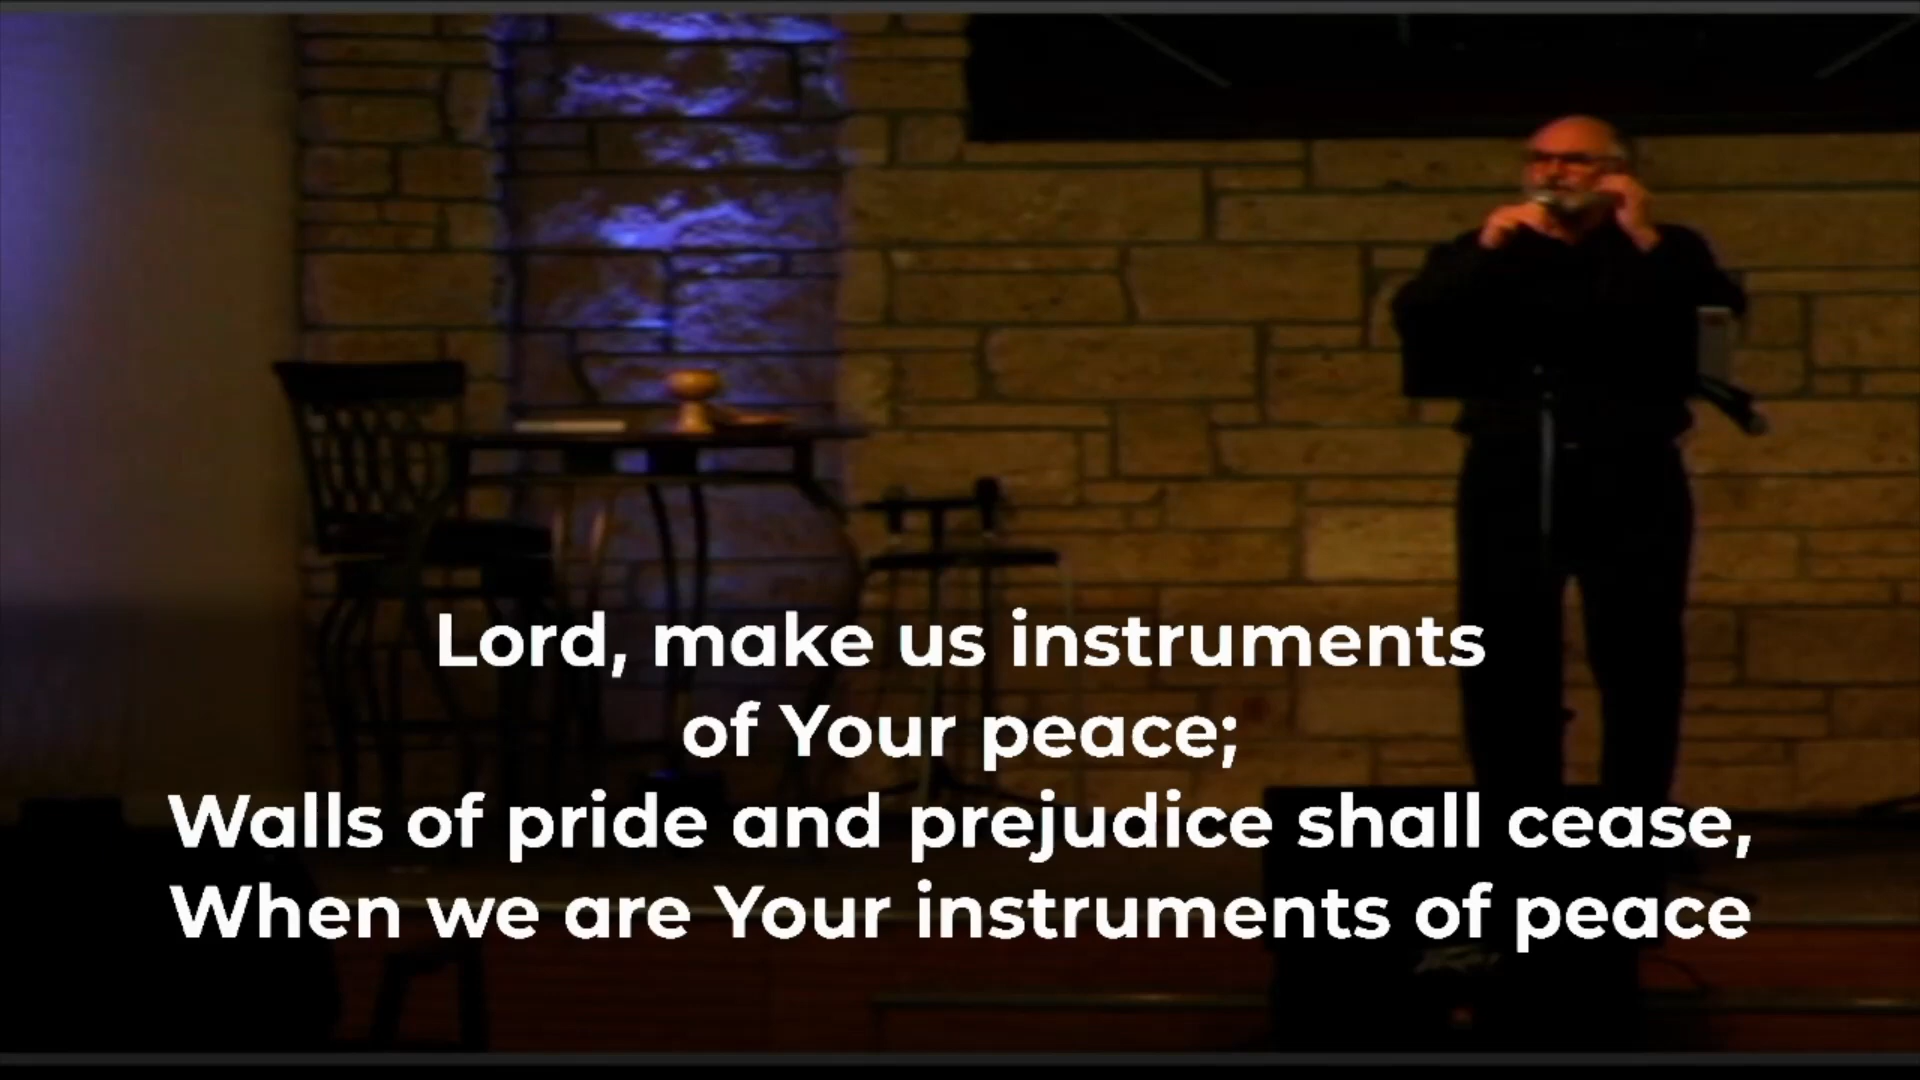 Lord, make us instruments
of Your peace;
Walls of pride and prejudice shall cease,
When we are Your instruments of peace